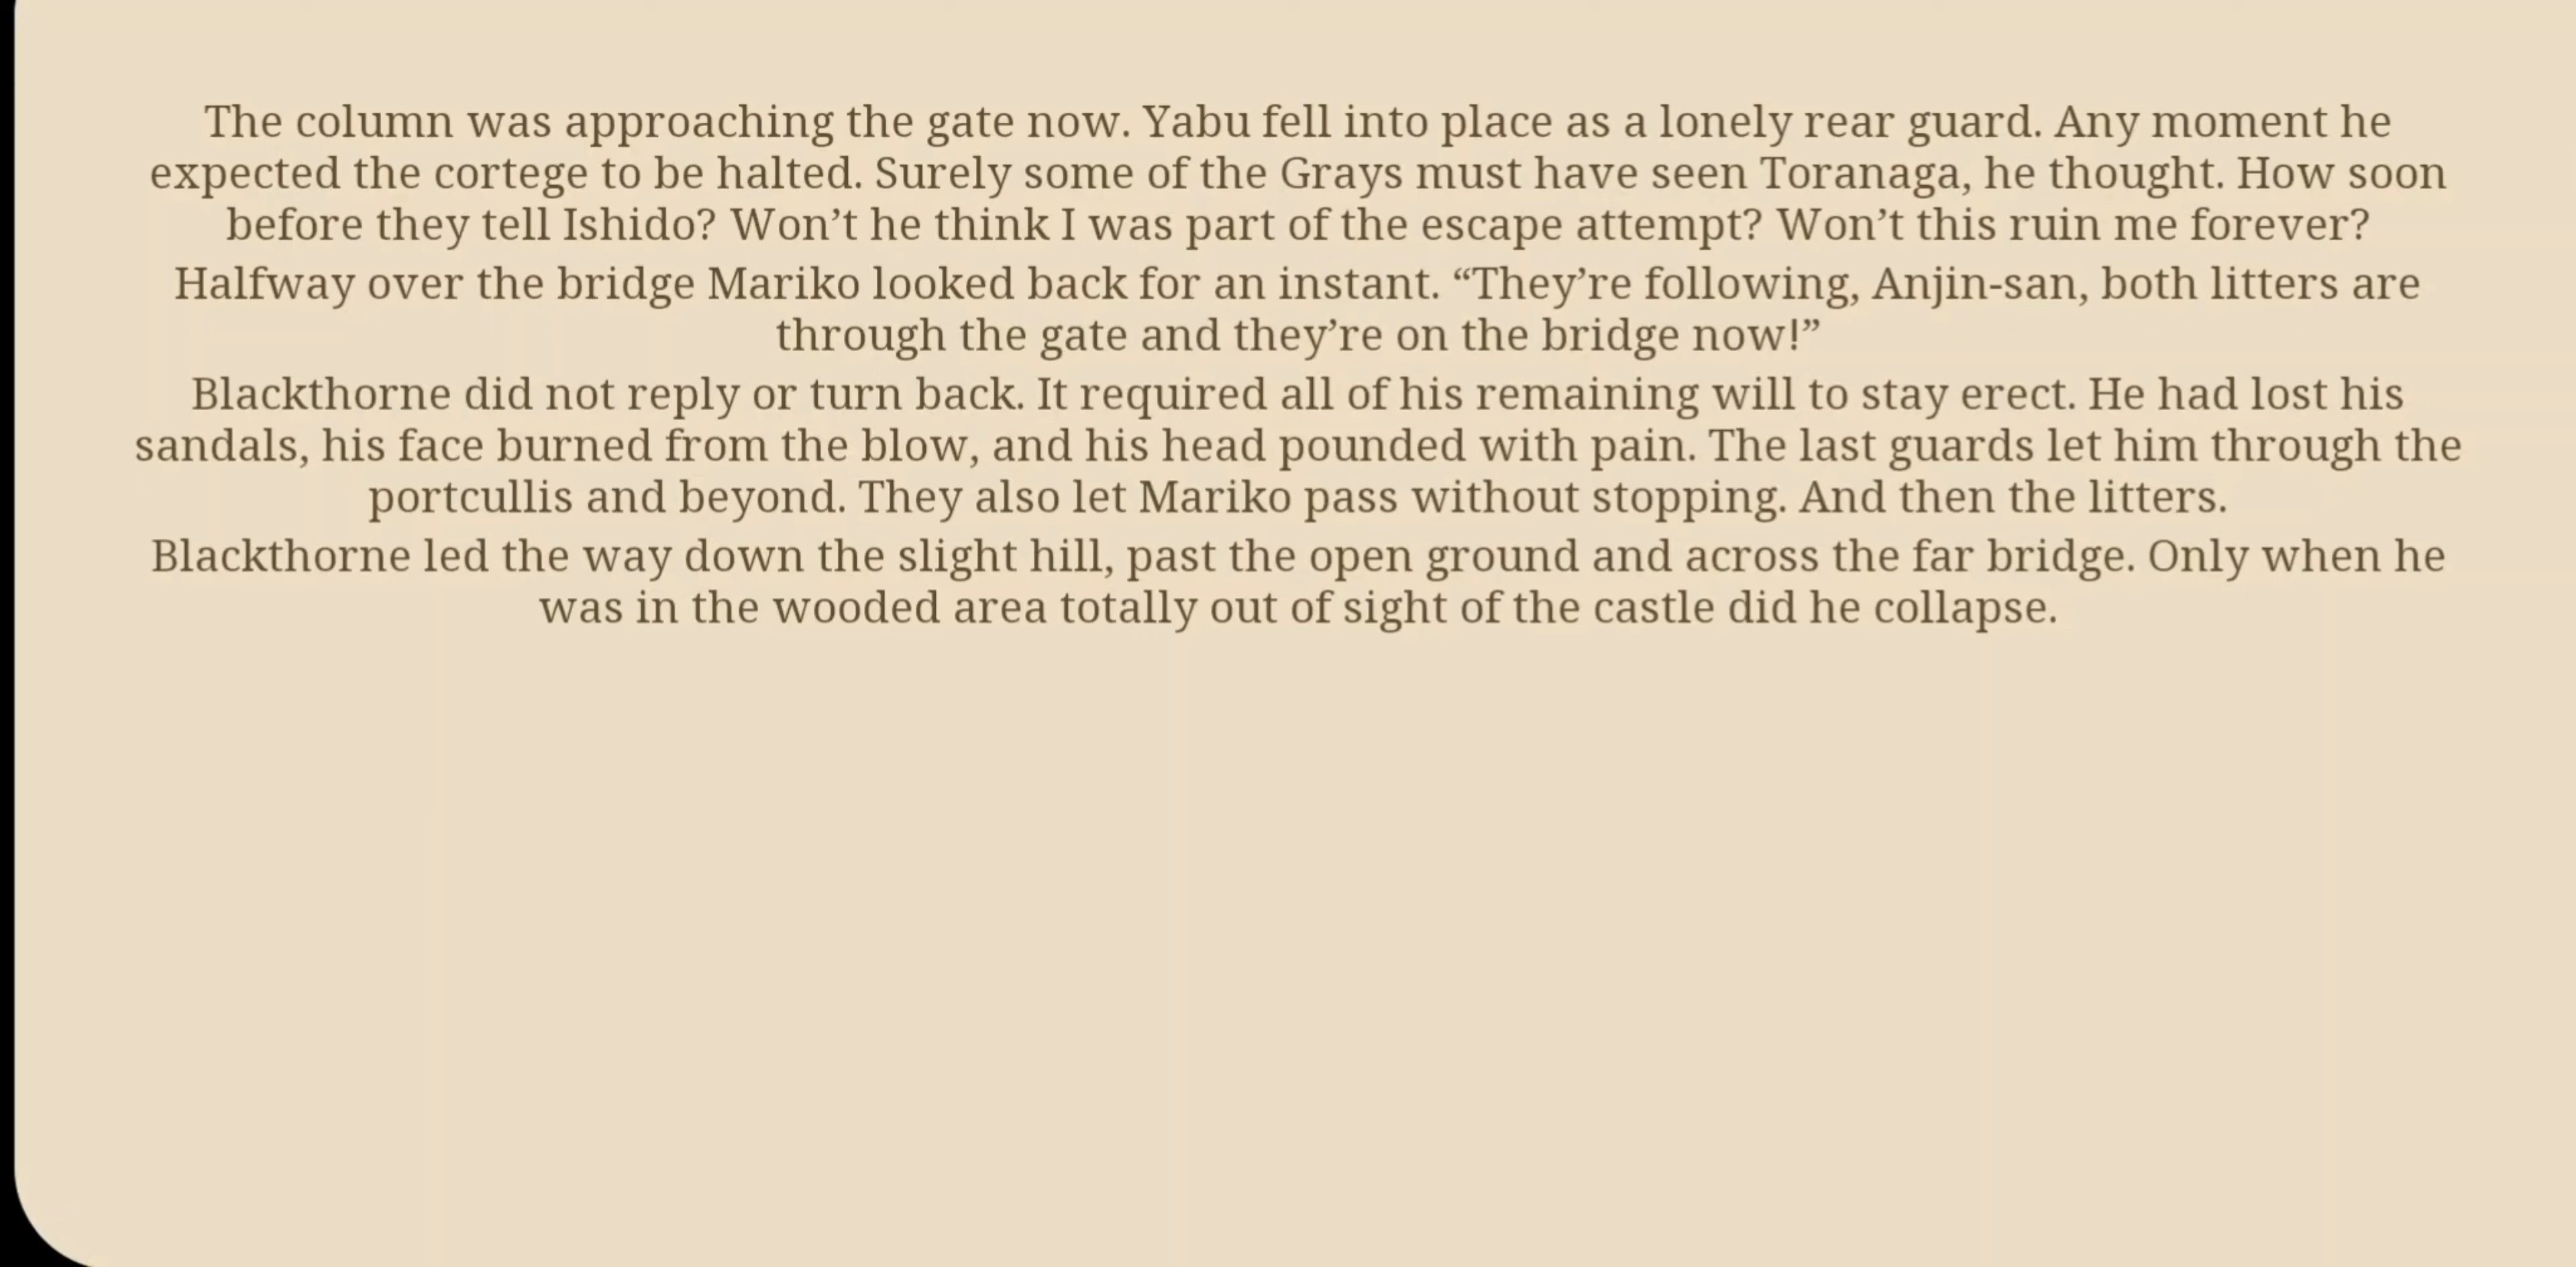 The column was approaching the gate now. Yabu fell into place as a lonely rear guard. Any moment he
expected the cortege to be halted. Surely some of the Grays must have seen Toranaga, he thought. How soon
before they tell Ishido? Won’t he think I was part of the escape attempt? Won’t this ruin me forever?
Halfway over the bridge Mariko looked back for an instant. “They’re following, Anjin-san, both litters are
through the gate and they’re on the bridge now!”
Blackthorne did not reply or turn back. It required all of his remaining will to stay erect. He had lost his
sandals, his face burned from the blow, and his head pounded with pain. The last guards let him through the
portcullis and beyond. They also let Mariko pass without stopping. And then the litters.
Blackthorne led the way down the slight hill, past the open ground and across the far bridge. Only when he
was in the wooded area totally out of sight of the castle did he collapse.